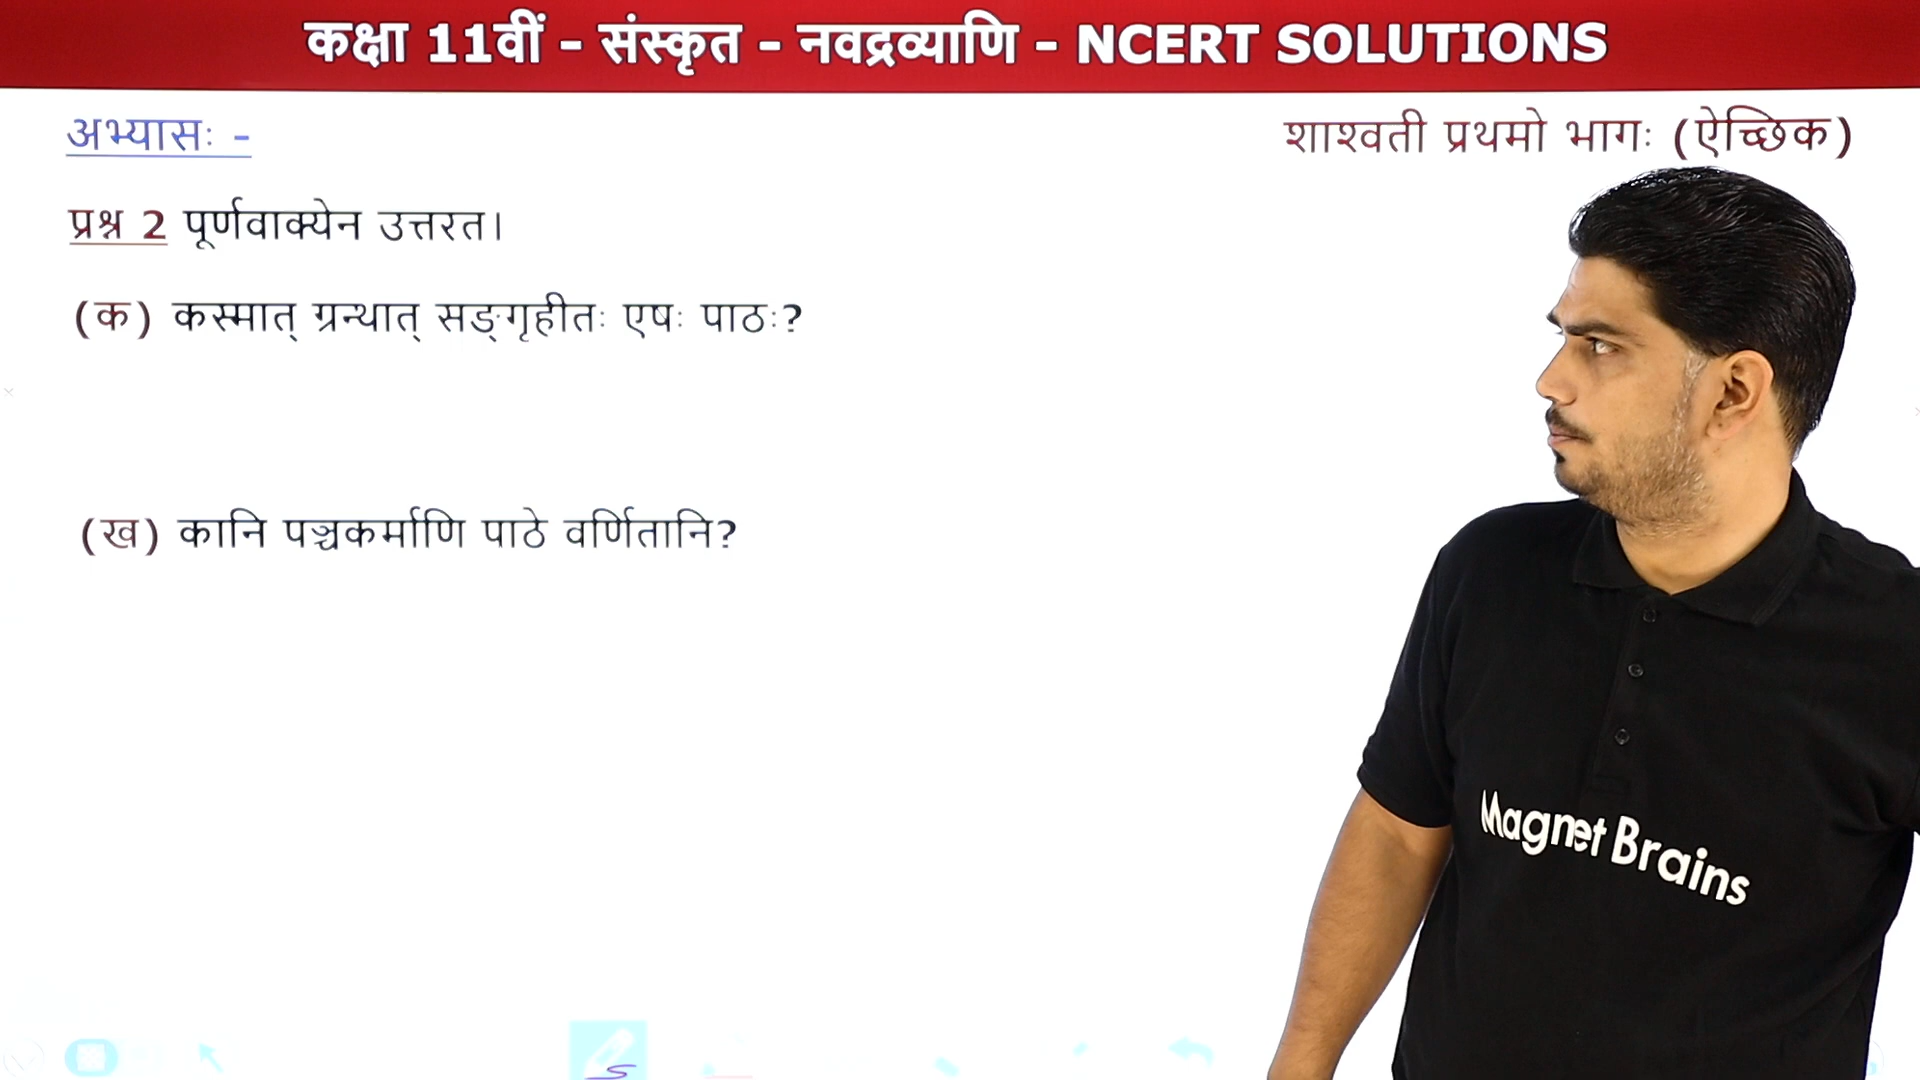 कक्षा 11वीं - संस्कृत - नवद्रव्याणि - NCERT SOLUTIONS
अभ्यासः -
शाश्वती प्रथमो भागः (ऐच्छिक)
प्रश्न 2 पूर्णवाक्येन उत्तरत।
(क) कस्मात् ग्रन्थात् सङ्गृहीतः एषः पाठः?
(ख) कानि पञ्चकर्माणि पाठे वर्णितानि?
Magnet Brains